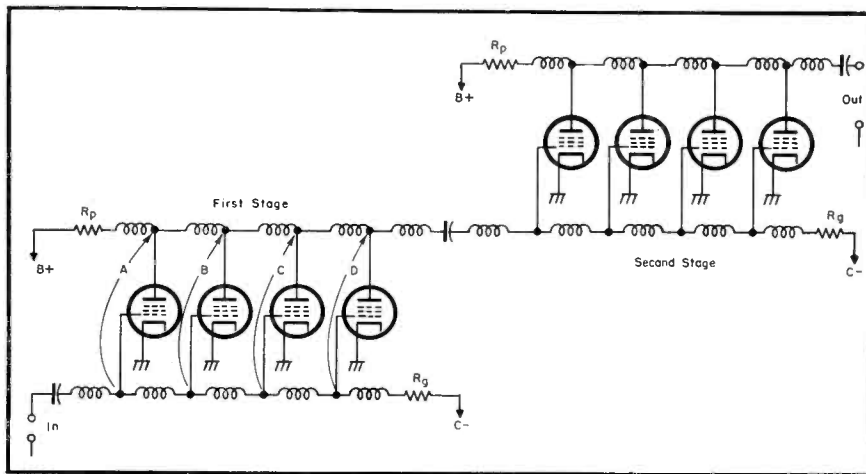 Rp
B+
Out
First Stage
Rp
B+
A
B
C
D
Rg
C-
Second Stage
Rg
C-
In